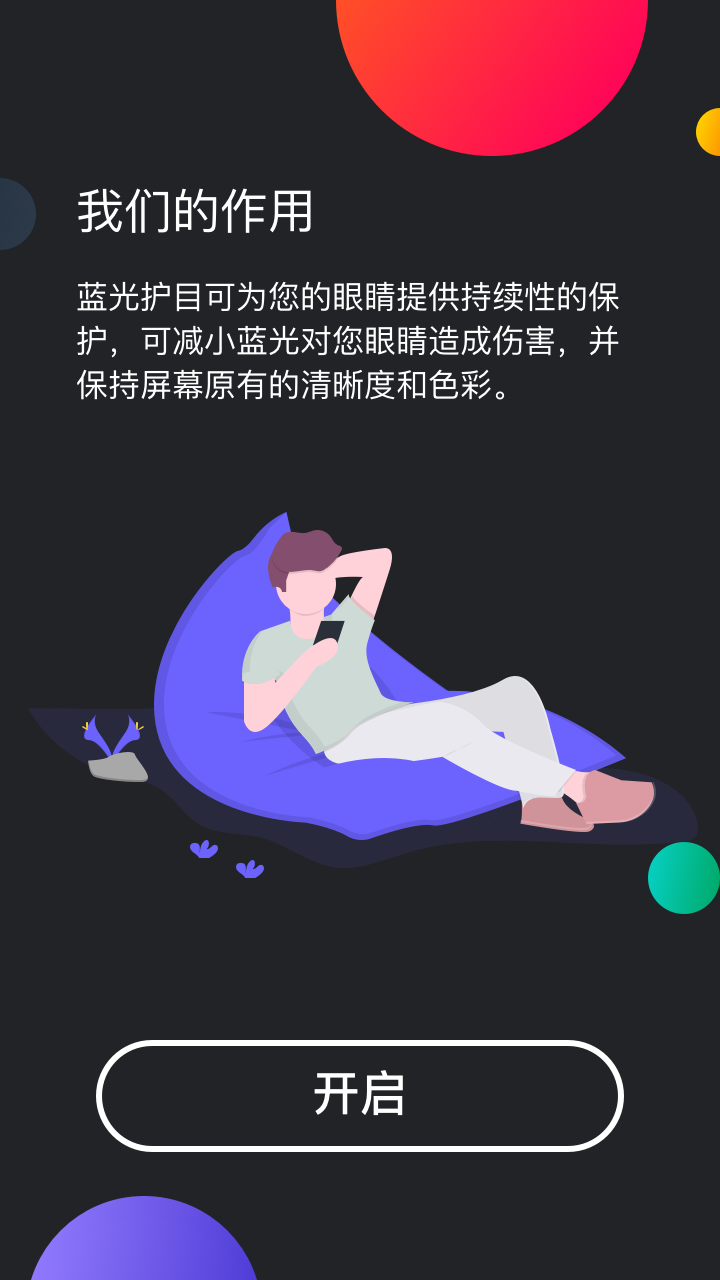 我们的作用
蓝光护目可为您的眼睛提供持续性的保
护，可减小蓝光对您眼睛造成伤害，并
保持屏幕原有的清晰度和色彩。
开启